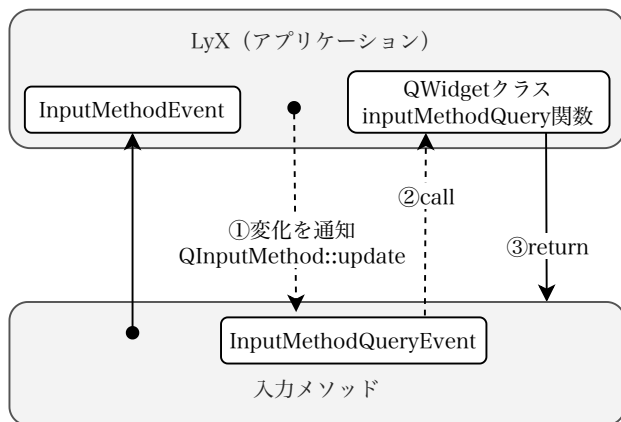 LyX（アプリケーション）
InputMethodEvent
QWidgetクラス
inputMethodQuery関数
②call
①変化を通知
QInputMethod::update
③return
InputMethodQueryEvent
入力メソッド